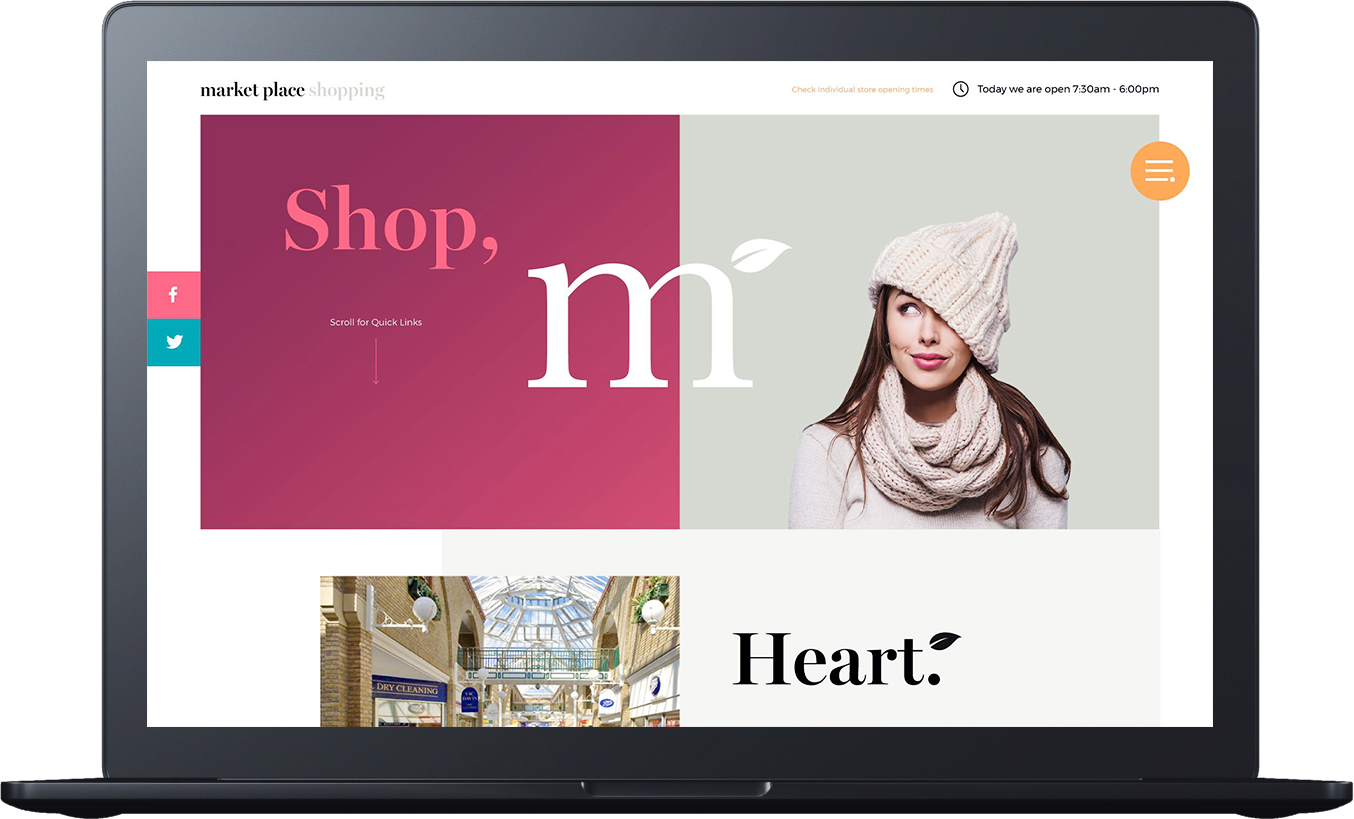 market place shopping
Check individual store opening times
Today we are open 7:30am - 6:00pm
Shop,
m
Scroll for Quick Links
f
Heart.
DRY CLEANING
Boots